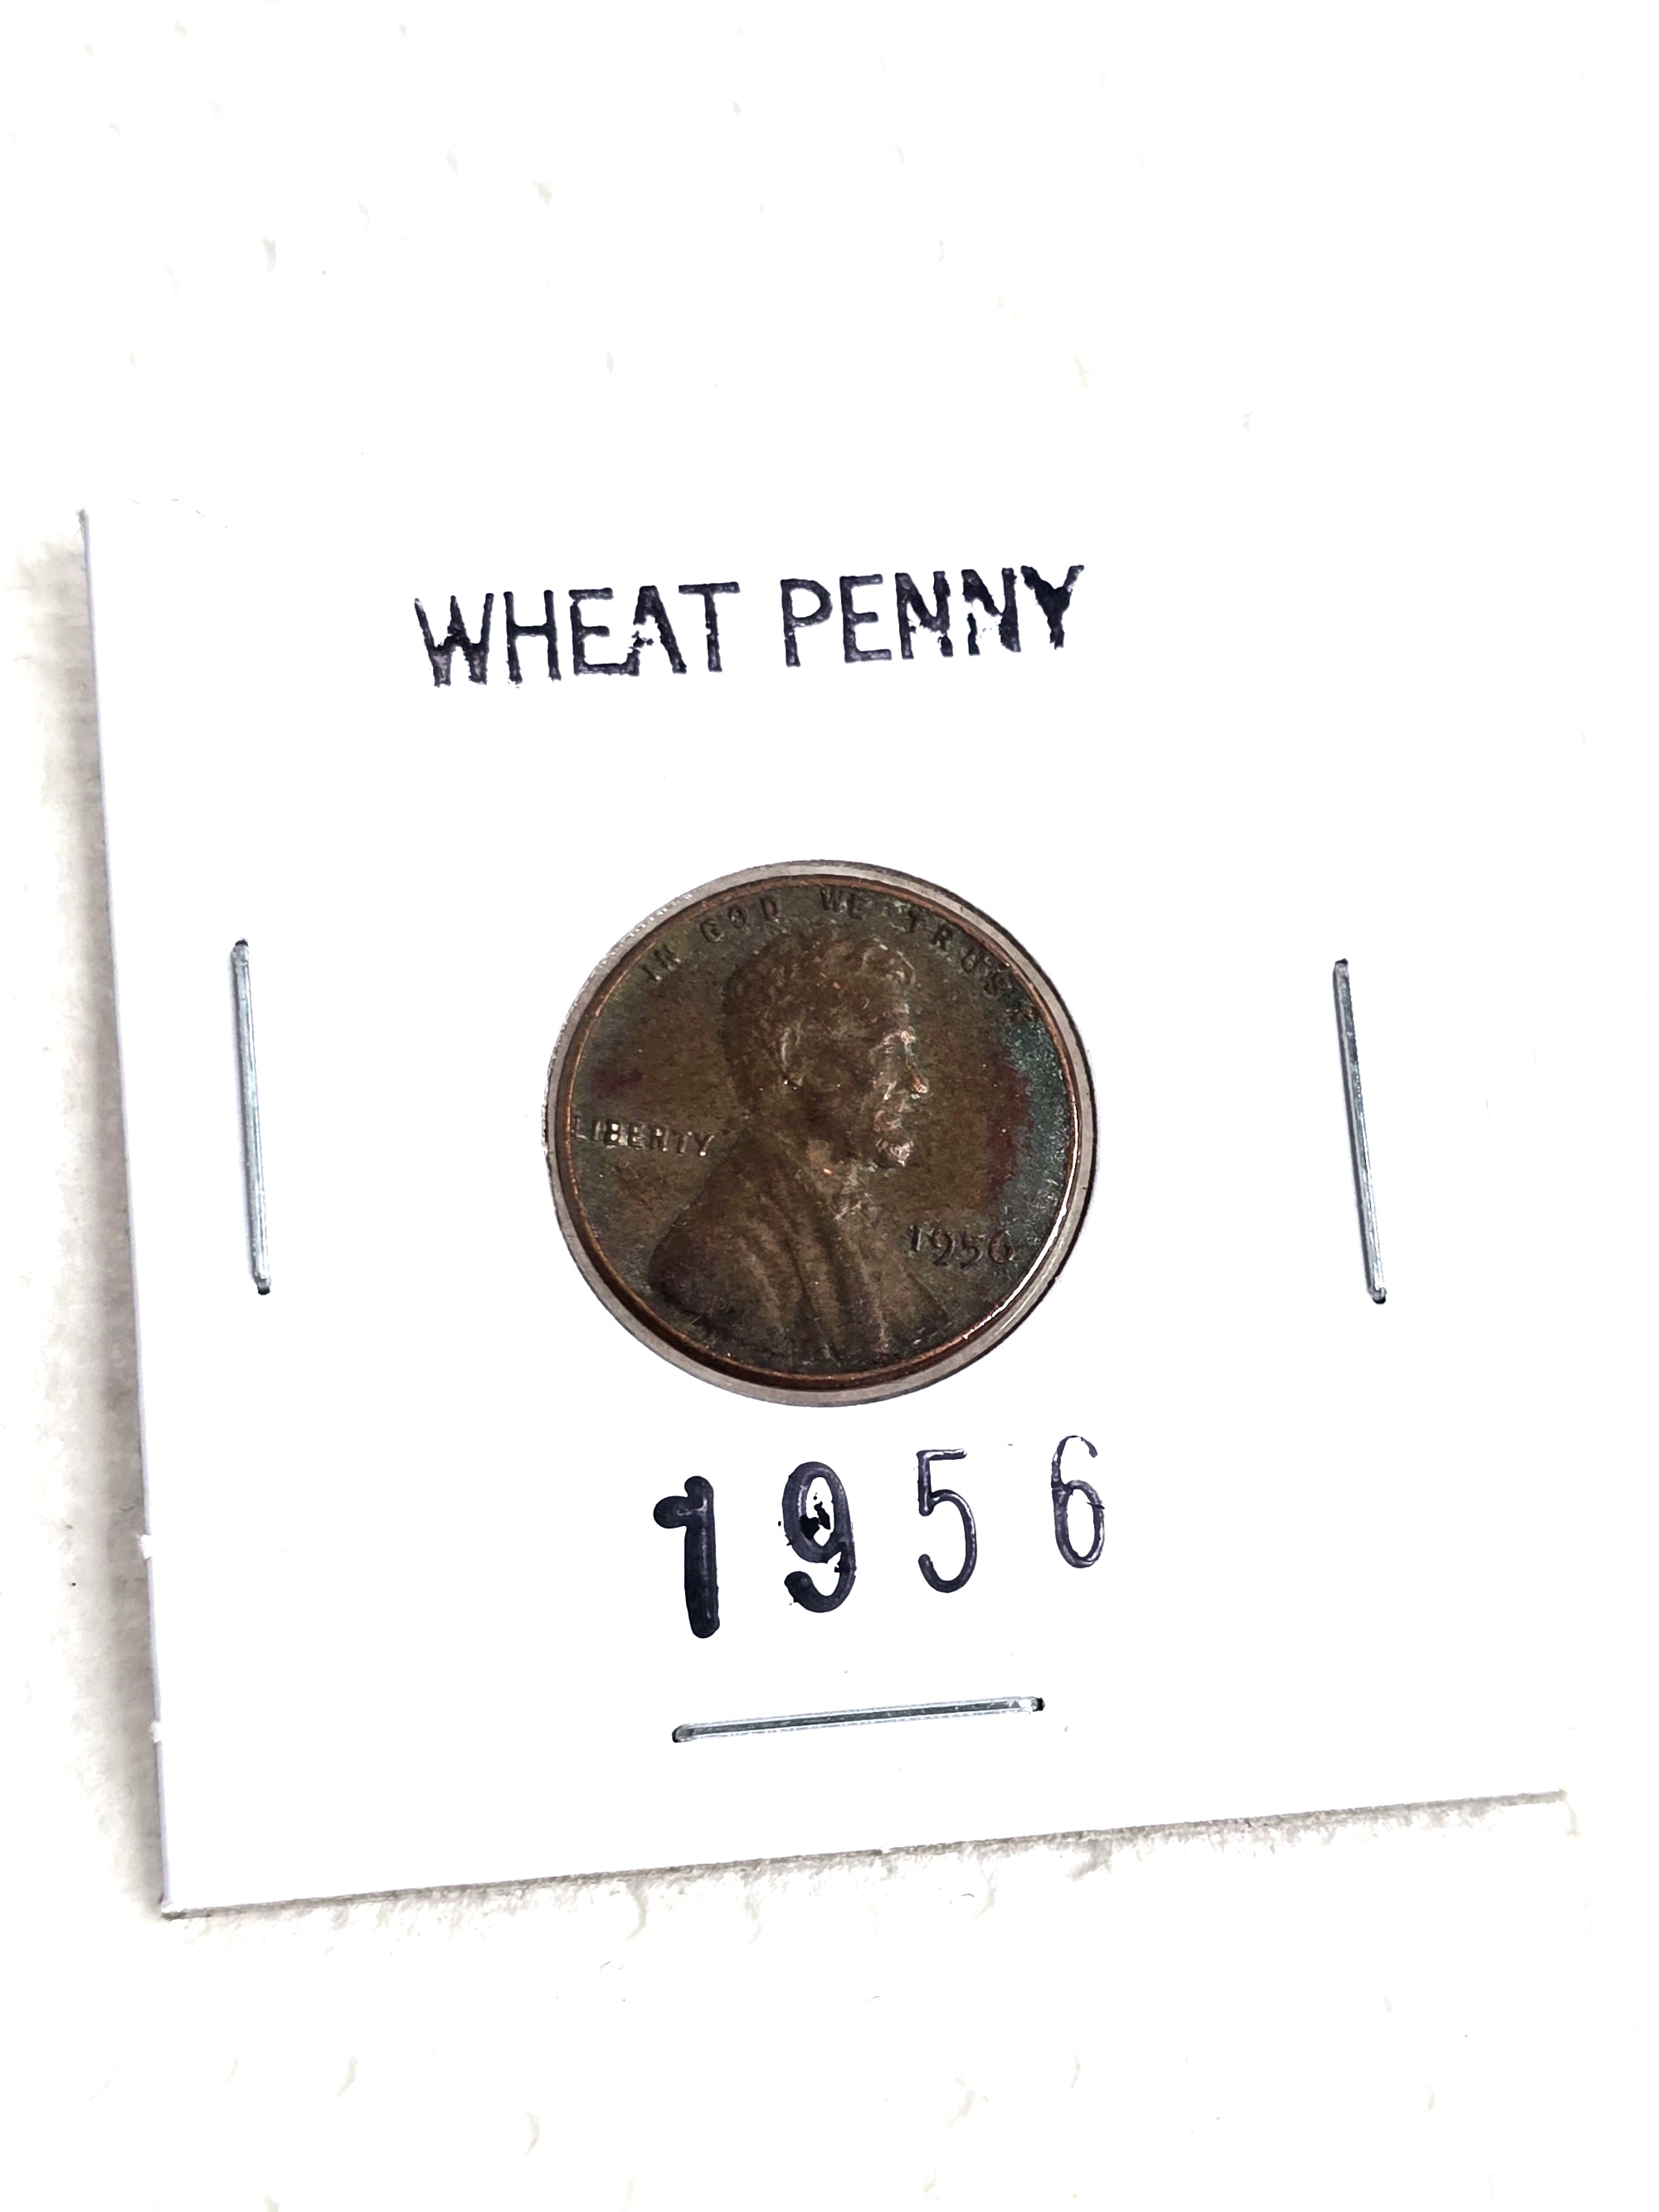 WHEAT PENNY
IN GOD WE TRUST
LIBERTY
1956
1956